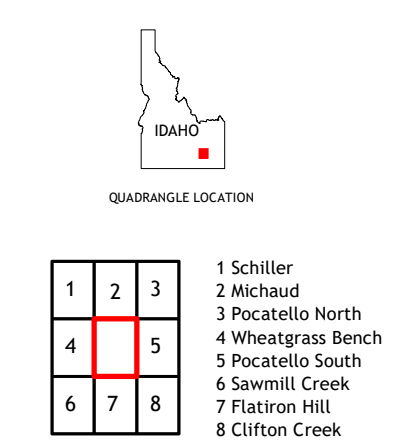 IDAHO
QUADRANGLE LOCATION
1 2 3
4 5
6 7 8
1 Schiller
2 Michaud
3 Pocatello North
4 Wheatgrass Bench
5 Pocatello South
6 Sawmill Creek
7 Flatiron Hill
8 Clifton Creek